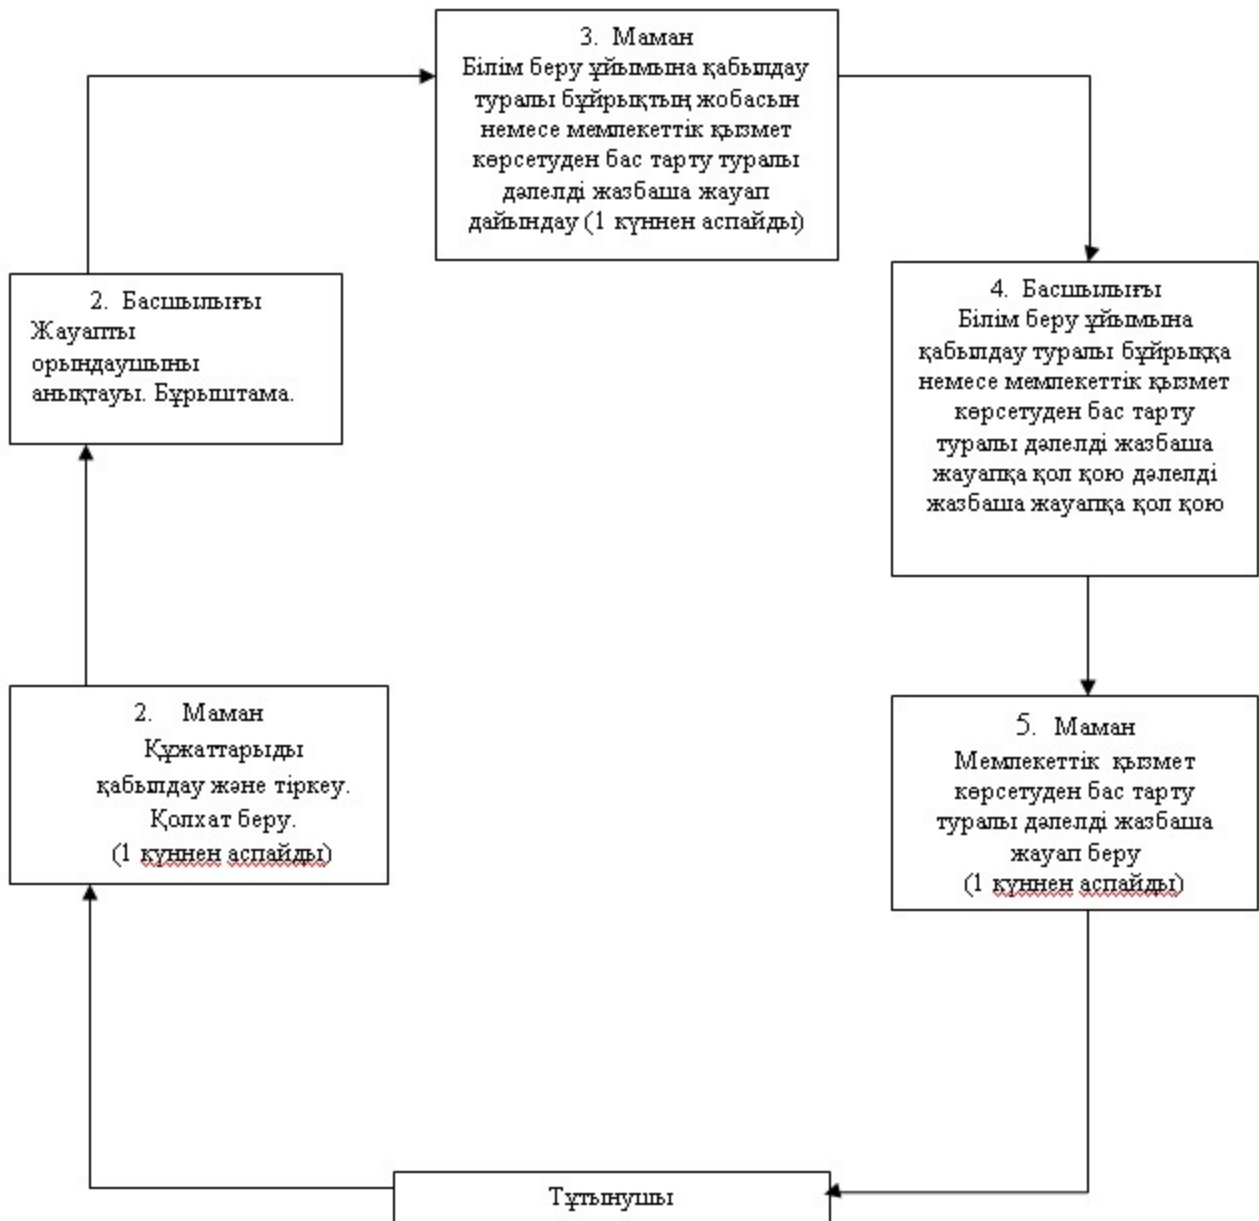 3. Маман
Білім беру ұйымына қабылдау
туралы бұйрықтың жобасын
немесе мемлекеттік қызмет
көрсетуден бас тарту туралы
дәлелді жазбаша жауап
дайындау (1 күннен аспайды)
2. Басшылығы
Жауапты
орындаушыны
анықтауы. Бұрыштама.
4. Басшылығы
Білім беру ұйымына
қабылдау туралы бұйрыққа
немесе мемлекеттік қызмет
көрсетуден бас тарту
туралы дәлелді жазбаша
жауапқа қол қою дәлелді
жазбаша жауапқа қол қою
2. Маман
Құжаттарыды
қабылдау және тіркеу.
Қолхат беру.
(1 күннен аспайды)
5. Маман
Мемлекеттік қызмет
көрсетуден бас тарту
туралы дәлелді жазбаша
жауап беру
(1 күннен аспайды)
Тұтынушы